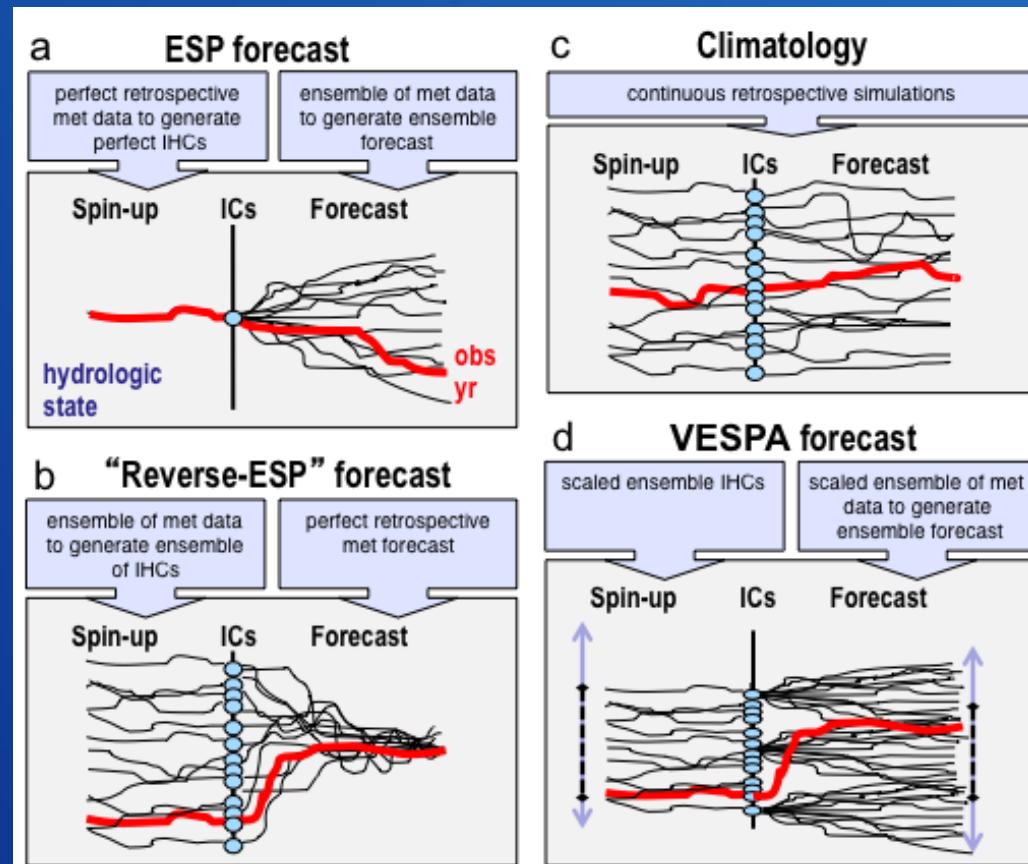 a
ESP forecast
perfect retrospective
met data to generate
perfect IHCs
ensemble of met data
to generate ensemble
forecast
Spin-up ICs Forecast
hydrologic
state
obs
yr
b
“Reverse-ESP” forecast
ensemble of met data
to generate ensemble
of IHCs
perfect retrospective
met forecast
Spin-up ICs Forecast
c
Climatology
continuous retrospective simulations
Spin-up ICs Forecast
d
VESPA forecast
scaled ensemble IHCs
scaled ensemble of met
data to generate
ensemble forecast
Spin-up ICs Forecast